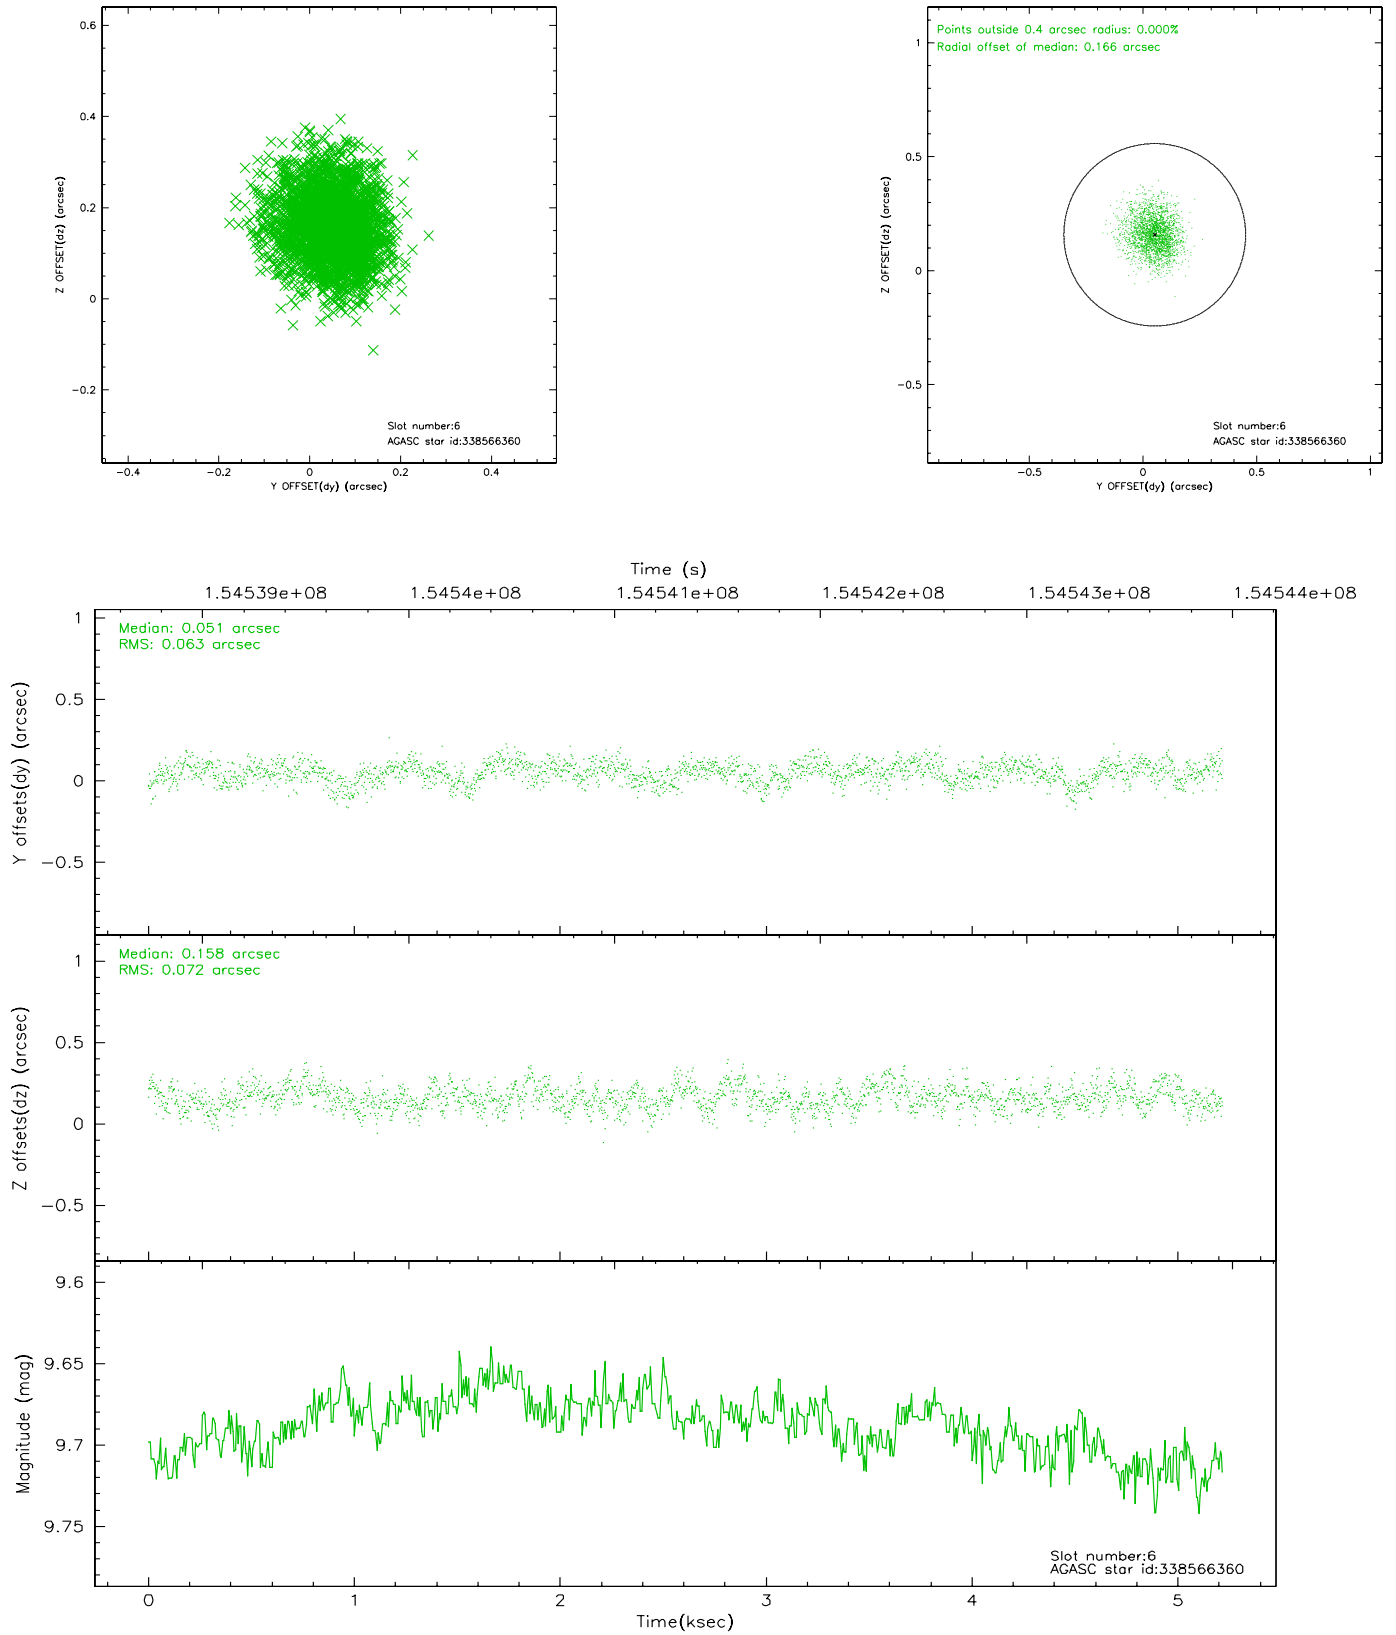 0.6
0.4
0.2
0
−0.2
Z OFFSET(dz) (arcsec)
Slot number:6
AGASC star id:338566360
−0.4 −0.2 0 0.2 0.4
Y OFFSET(dy) (arcsec)
Points outside 0.4 arcsec radius: 0.000%
Radial offset of median: 0.166 arcsec
1
0.5
0
−0.5
Z OFFSET(dz) (arcsec)
Slot number:6
AGASC star id:338566360
−0.5 0 0.5 1
Y OFFSET(dy) (arcsec)
Time (s)
1.54539e+08 1.5454e+08 1.54541e+08 1.54542e+08 1.54543e+08 1.54544e+08
Median: 0.051 arcsec
RMS: 0.063 arcsec
1
0.5
0
−0.5
Y offsets(dy) (arcsec)
Median: 0.158 arcsec
RMS: 0.072 arcsec
1
0.5
0
−0.5
Z offsets(dz) (arcsec)
9.6
9.65
9.7
9.75
Magnitude (mag)
Slot number:6
AGASC star id:338566360
0 1 2 3 4 5
Time(ksec)